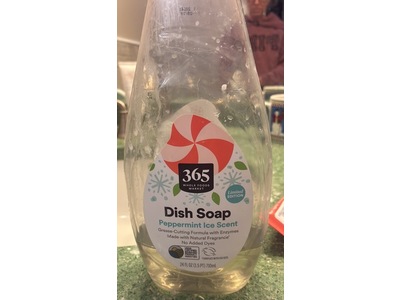 365
WHOLE FOODS
MARKET
LIMITED
EDITION
Dish Soap
Peppermint Ice Scent
Grease-Cutting Formula with Enzymes
Made with Natural Fragrance
No Added Dyes